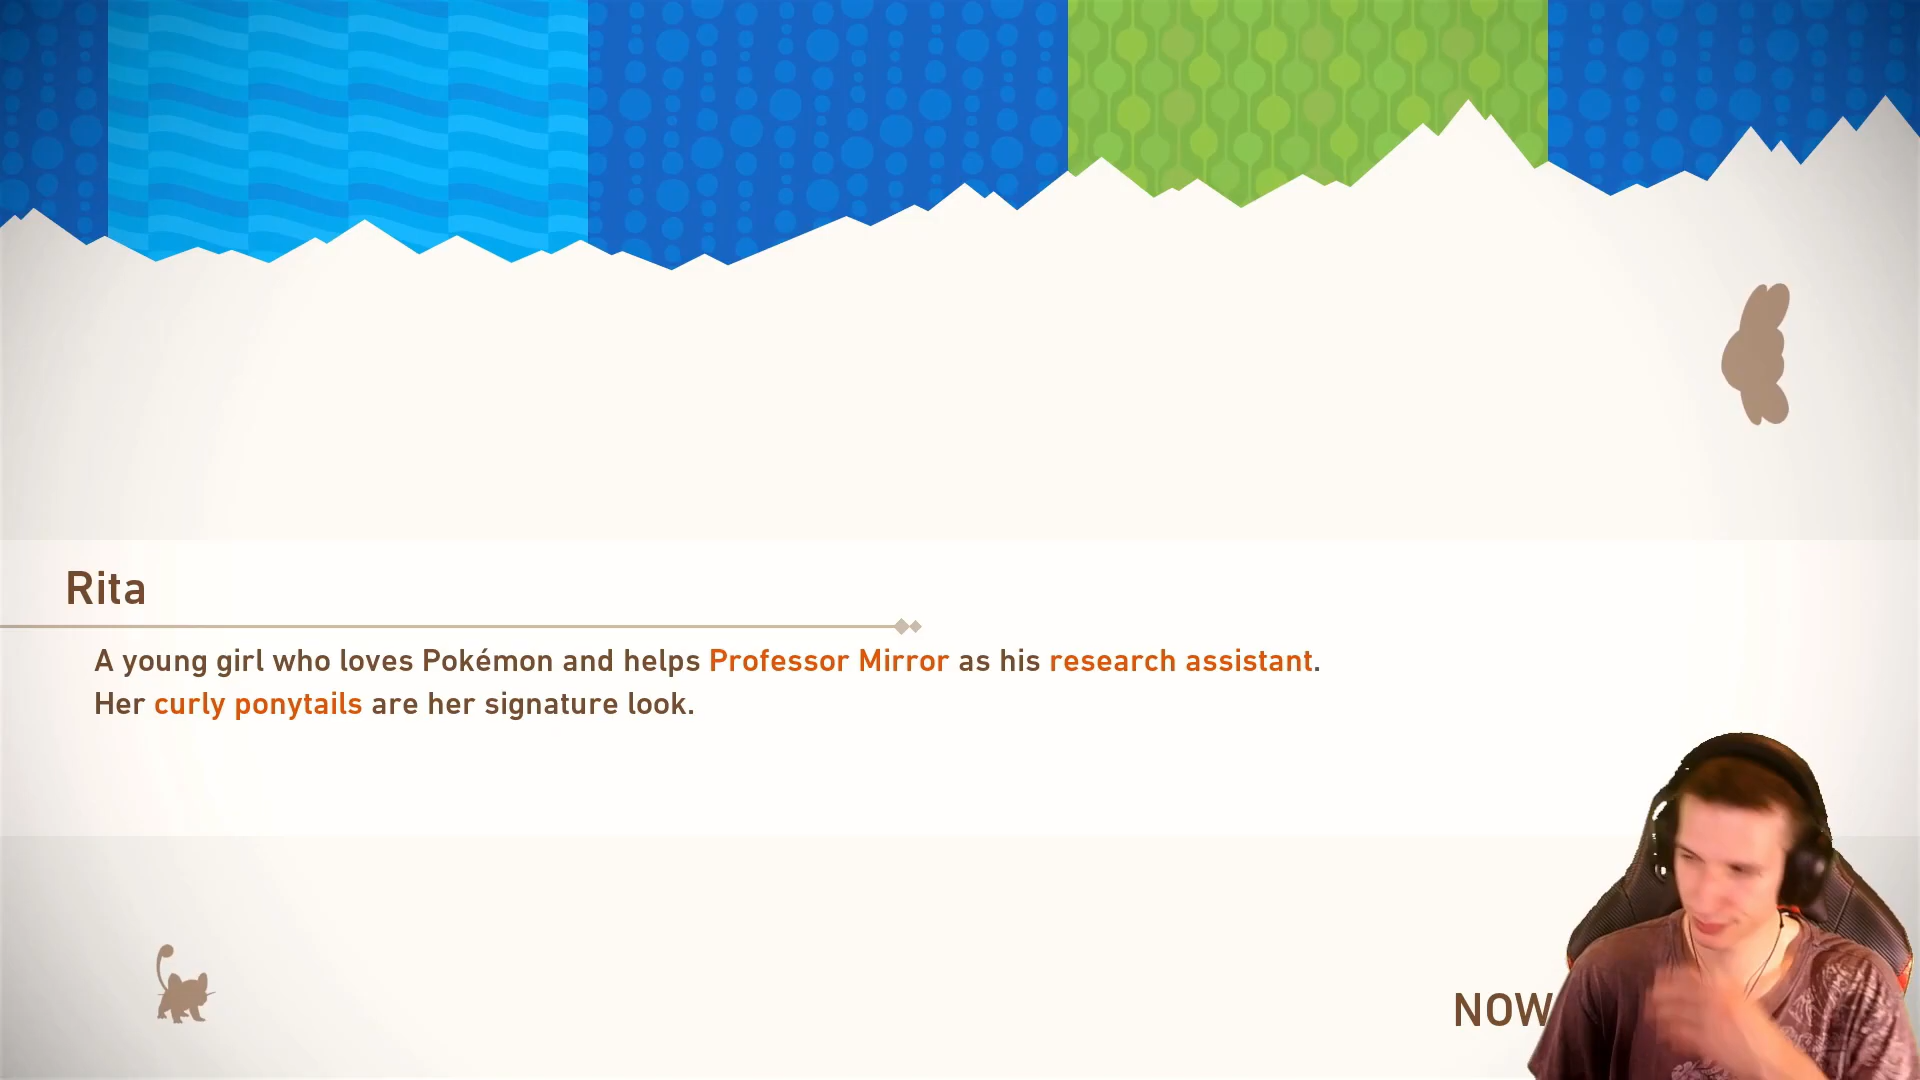 Rita
A young girl who loves Pokémon and helps Professor Mirror as his research assistant.
Her curly ponytails are her signature look.
NOW